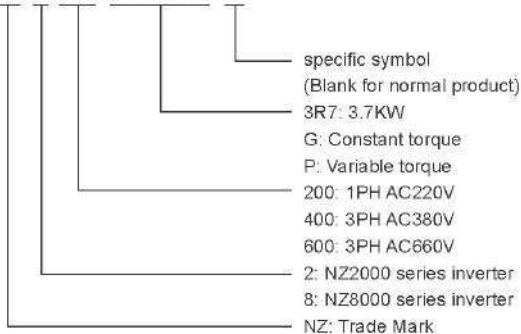 specific symbol
(Blank for normal product)
3R7: 3.7KW
G: Constant torque
P: Variable torque
200: 1PH AC220V
400: 3PH AC380V
600: 3PH AC660V
2: NZ2000 series inverter
8: NZ8000 series inverter
NZ: Trade Mark